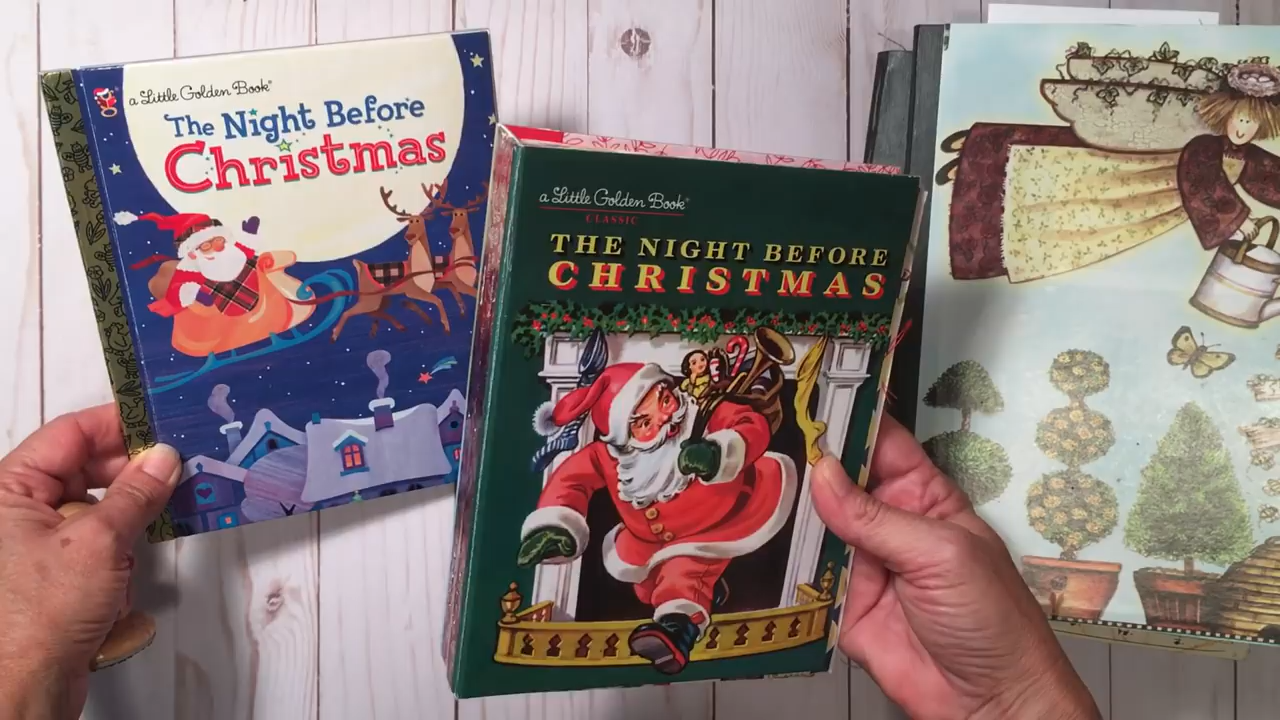 a Little Golden Book®
The Night Before
Christmas
a Little Golden Book®
CLASSIC
THE NIGHT BEFORE
CHRISTMAS